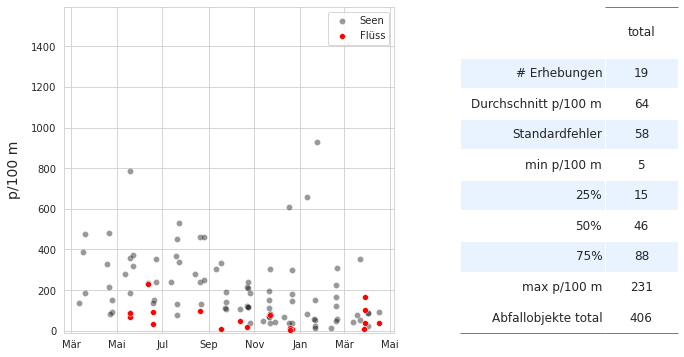 p/100 m
1400
1200
1000
800
600
400
200
0
Mär Mai Jul Sep Nov Jan Mär Mai
Seen
Flüss
total
# Erhebungen 19
Durchschnitt p/100 m 64
Standardfehler 58
min p/100 m 5
25% 15
50% 46
75% 88
max p/100 m 231
Abfallobjekte total 406